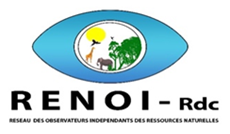 RENOI - Rdc
RESEAU DES OBSERVATEURS INDEPENDANTS DES RESSOURCES NATURELLES